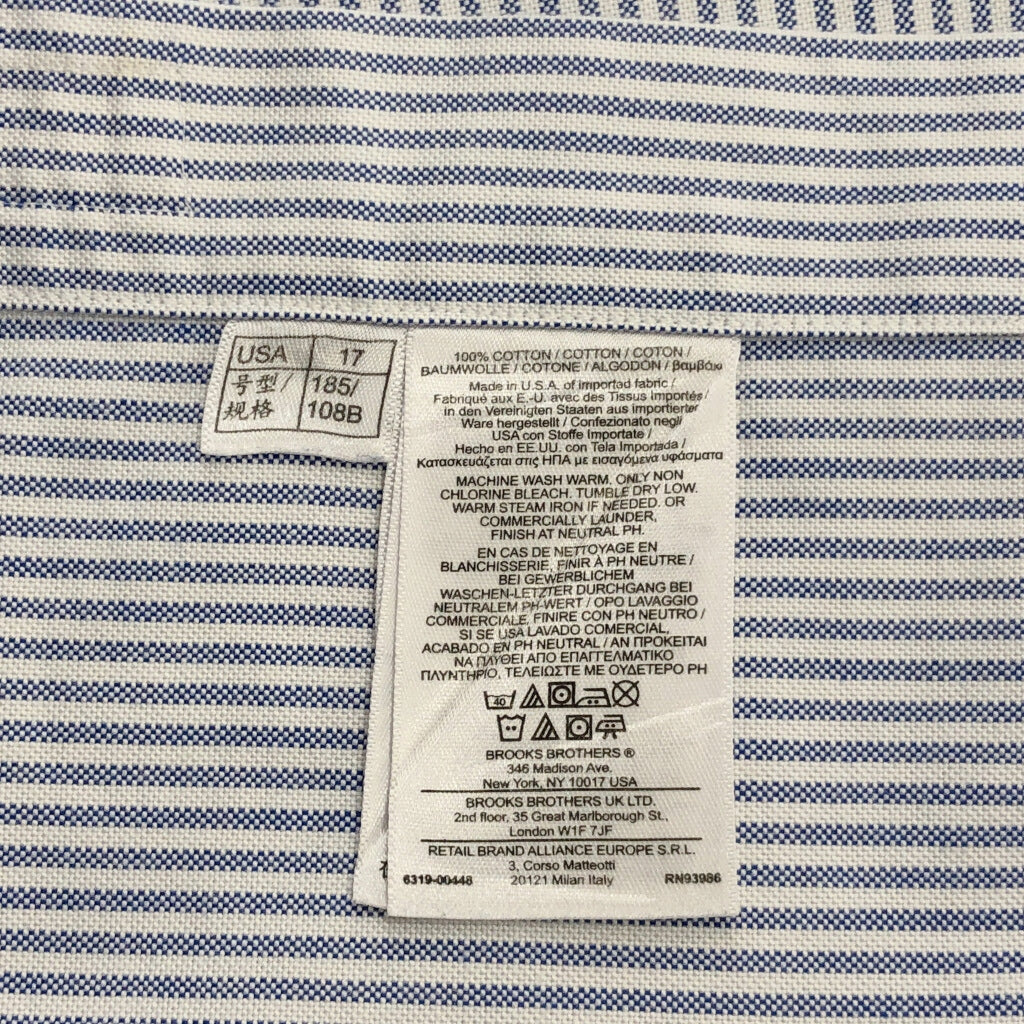 USA 17
号型/ 185/
规格 108B
100% COTTON / COTTON / COTON /
BAUMWOLLE / COTONE / ALGODÓN / βαμβάκι
Made in U.S.A. of imported fabric /
Fabriqué aux E.-U. avec des Tissus Importés /
in den Vereinigten Staaten aus importierter
Ware hergestellt / Confezionato negli
USA con Stoffe Importate /
Hecho en EE.UU. con Tela Importada /
Κατασκευάζεται στις ΗΠΑ με εισαγόμενα υφάσματα
MACHINE WASH WARM. ONLY NON
CHLORINE BLEACH. TUMBLE DRY LOW.
WARM STEAM IRON IF NEEDED. OR
COMMERCIALLY LAUNDER,
FINISH AT NEUTRAL PH.
EN CAS DE NETTOYAGE EN
BLANCHISSERIE, FINIR À PH NEUTRE /
BEI GEWERBLICHEM
WASCHEN-LETZTER DURCHGANG BEI
NEUTRALEM PH-WERT / OPO LAVAGGIO
COMMERCIALE, FINIRE CON PH NEUTRO /
SI SE USA LAVADO COMERCIAL,
ACABADO EN PH NEUTRAL / ΑΝ ΠΡΟΚΕΙΤΑΙ
ΝΑ ΠΛΥΘΕΙ ΑΠΟ ΕΠΑΓΓΕΛΜΑΤΙΚΟ
ΠΛΥΝΤΗΡΙΟ, ΤΕΛΕΙΩΣΤΕ ΜΕ ΟΥΔΕΤΕΡΟ PH
40
BROOKS BROTHERS ®
346 Madison Ave.
New York, NY 10017 USA
BROOKS BROTHERS UK LTD.
2nd floor, 35 Great Marlborough St.,
London W1F 7JF
RETAIL BRAND ALLIANCE EUROPE S.R.L.
3, Corso Matteotti
6319-00448 20121 Milan Italy RN93986